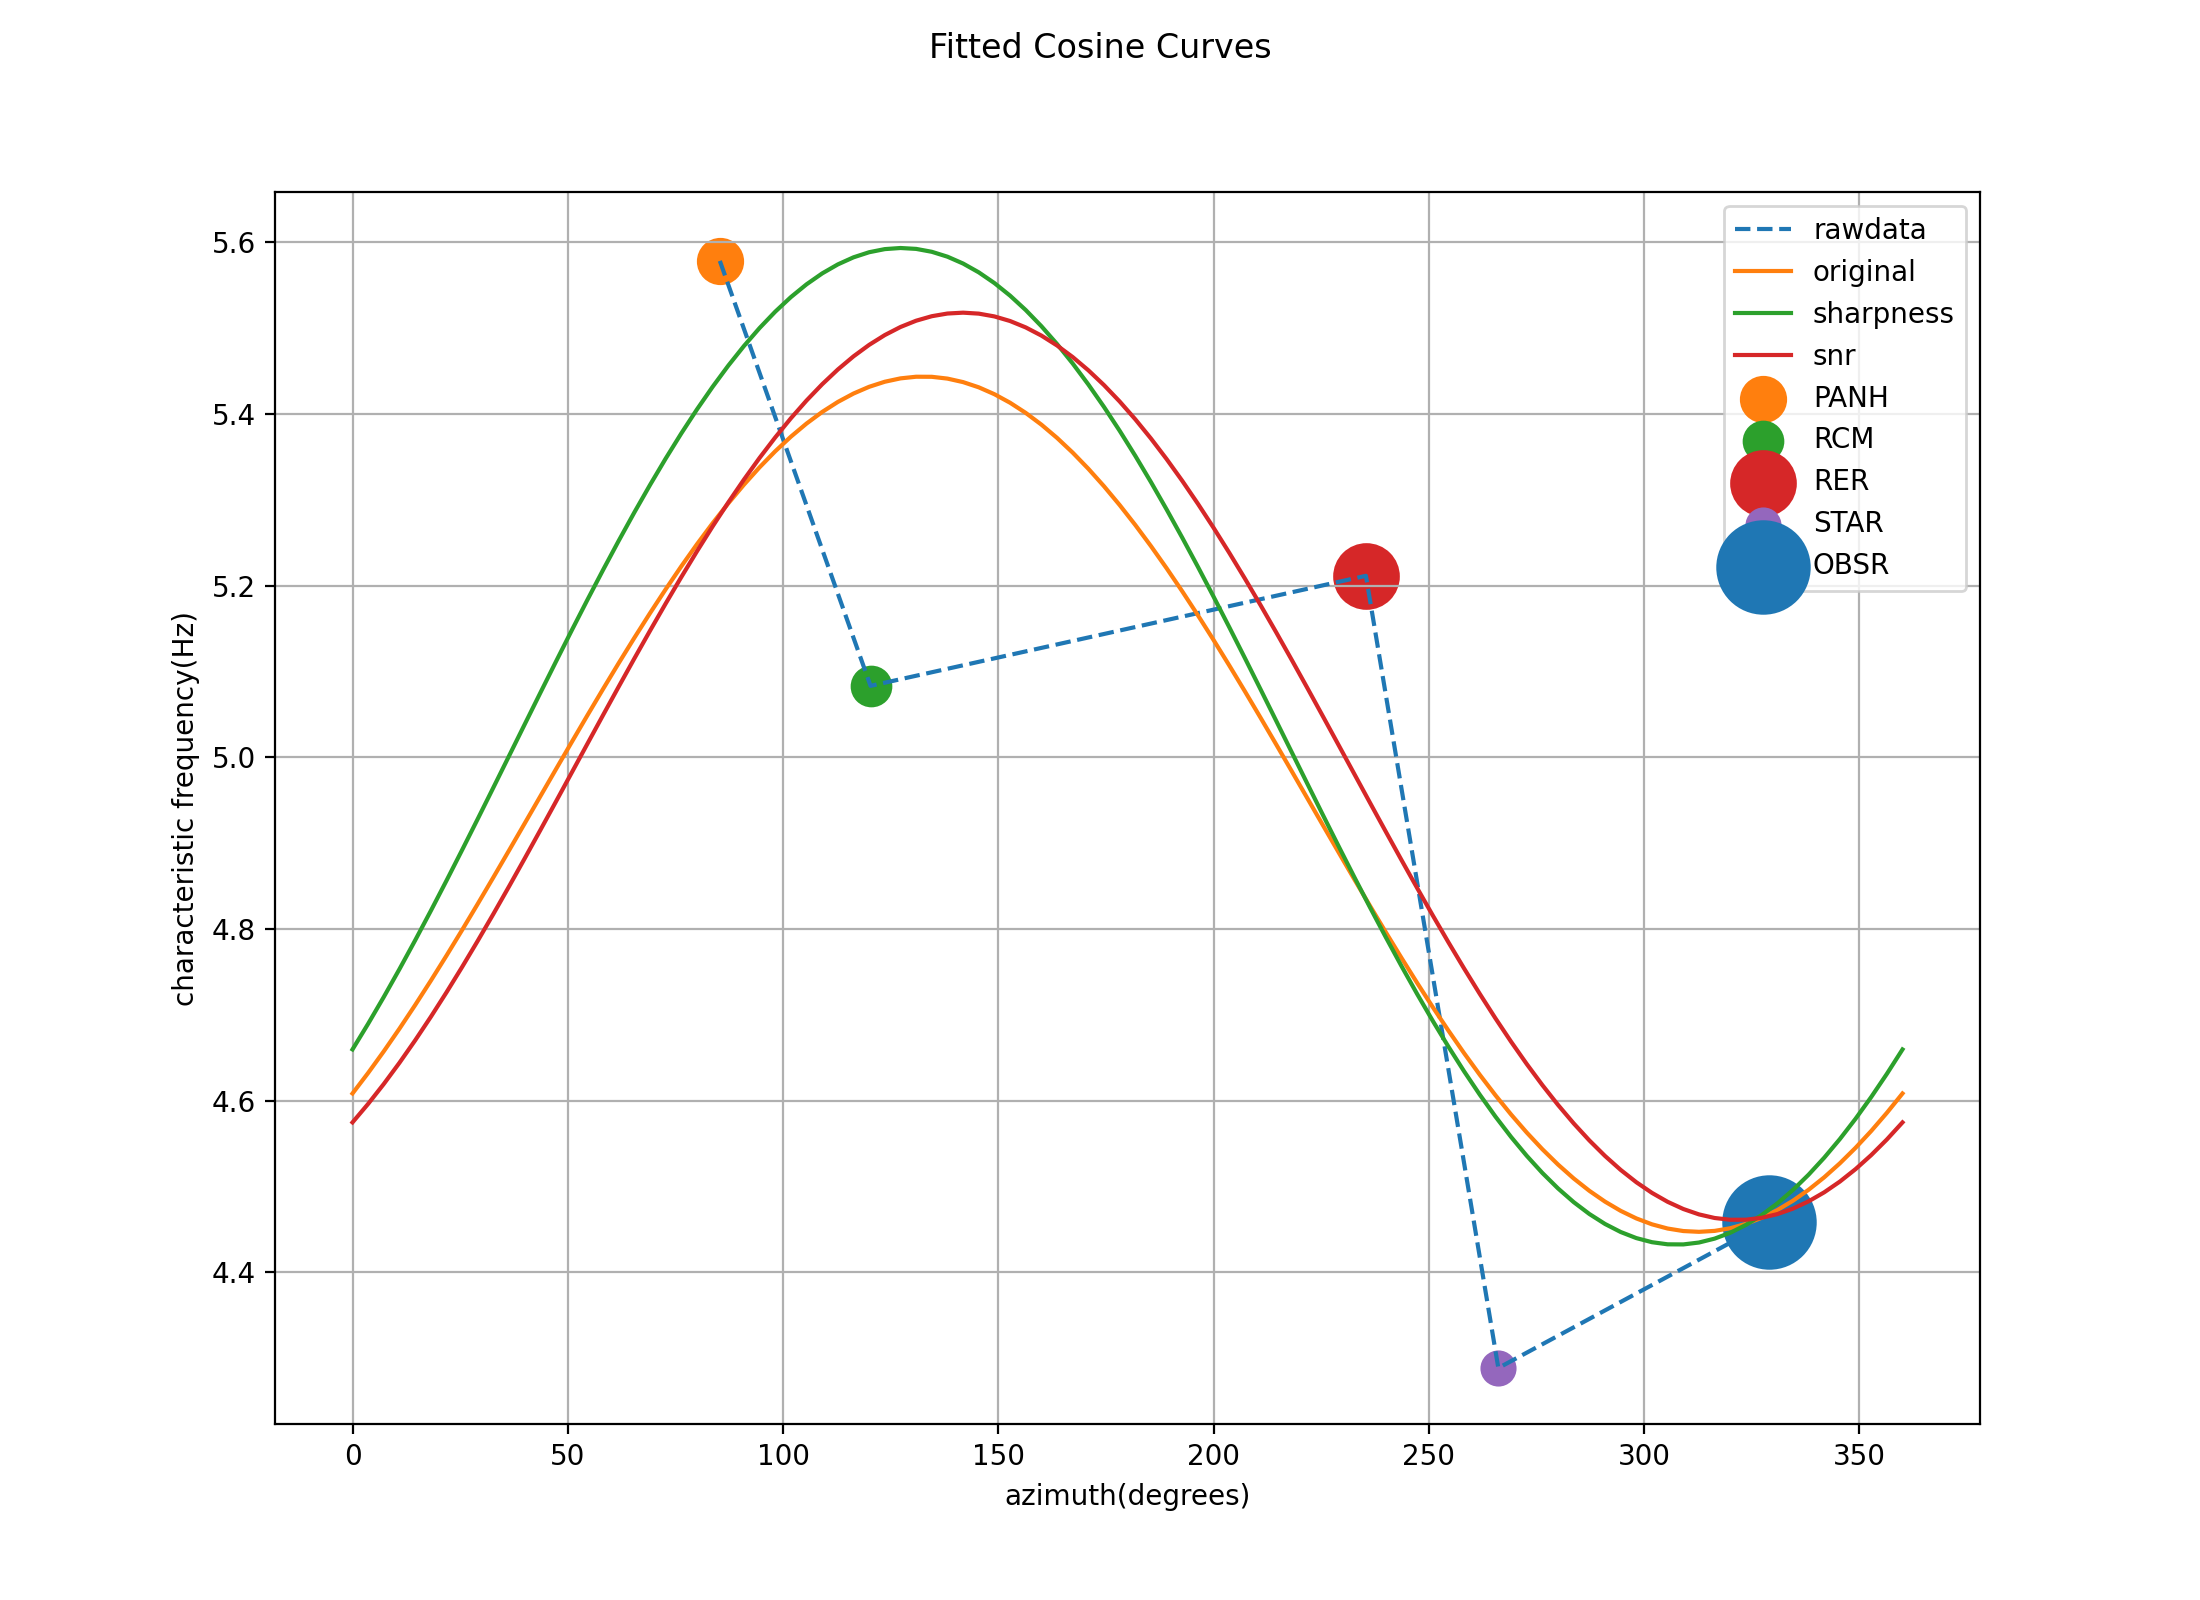 Fitted Cosine Curves
5.6
5.4
5.2
5.0
4.8
4.6
4.4
characteristic frequency(Hz)
rawdata
original
sharpness
snr
PANH
RCM
RER
STAR
OBSR
0 50 100 150 200 250 300 350
azimuth(degrees)